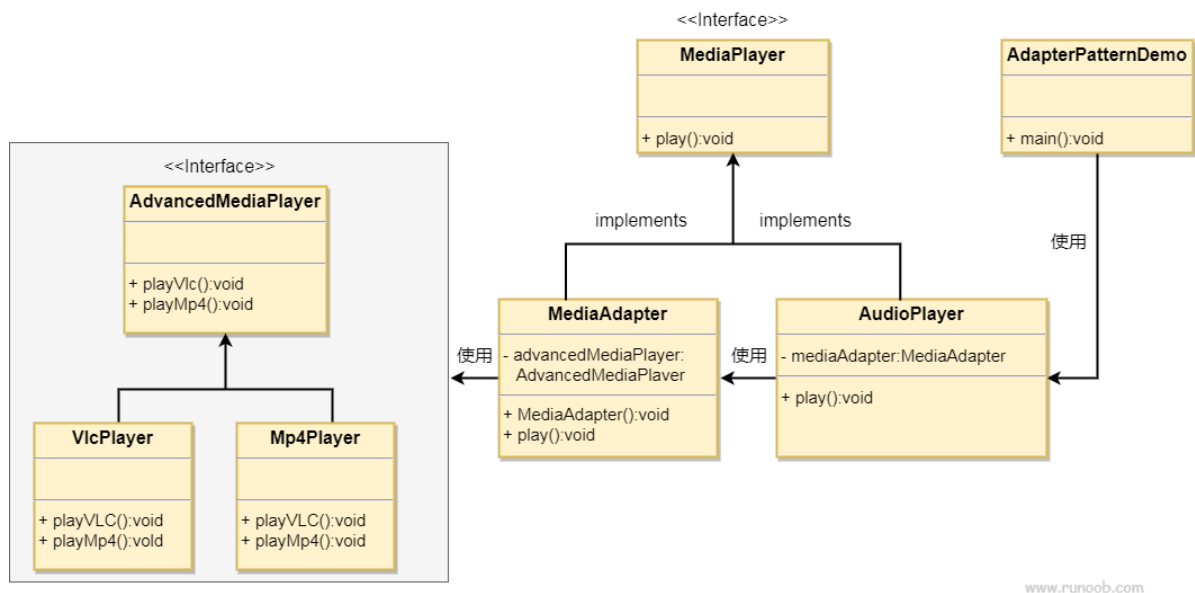 <<Interface>>
MediaPlayer
+ play():void
AdapterPatternDemo
+ main():void
<<Interface>>
AdvancedMediaPlayer
+ playVlc():void
+ playMp4():void
implements
implements
使用
VlcPlayer
+ playVLC():void
+ playMp4():vold
Mp4Player
+ playVLC():void
+ playMp4():void
使用
MediaAdapter
- advancedMediaPlayer:
AdvancedMediaPlaver
+ MediaAdapter():void
+ play():void
使用
AudioPlayer
- mediaAdapter:MediaAdapter
+ play():void
www.runoob.com